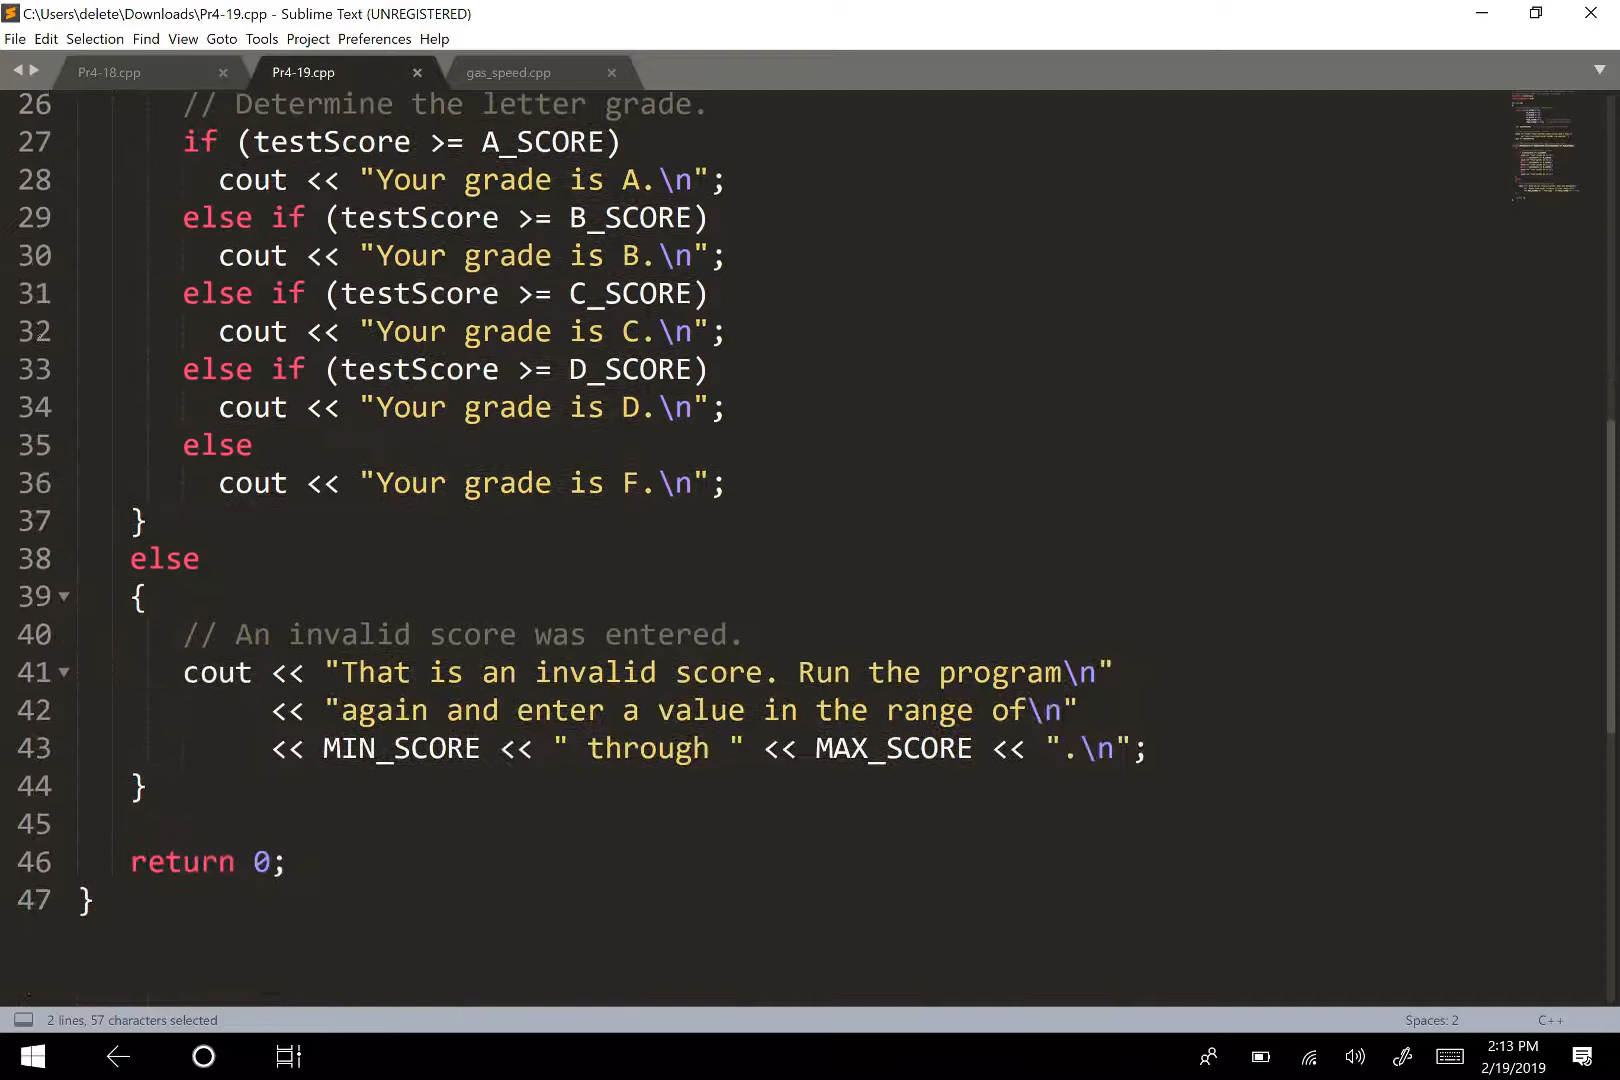 C:\Users\delete\Downloads\Pr4-19.cpp - Sublime Text (UNREGISTERED)
File Edit Selection Find View Goto Tools Project Preferences Help
Pr4-18.cpp Pr4-19.cpp gas_speed.cpp
26 // Determine the letter grade.
27 if (testScore >= A_SCORE)
28 cout << "Your grade is A.\n";
29 else if (testScore >= B_SCORE)
30 cout << "Your grade is B.\n";
31 else if (testScore >= C_SCORE)
32 cout << "Your grade is C.\n";
33 else if (testScore >= D_SCORE)
34 cout << "Your grade is D.\n";
35 else
36 cout << "Your grade is F.\n";
37 }
38 else
39 {
40 // An invalid score was entered.
41 cout << "That is an invalid score. Run the program\n"
42 << "again and enter a value in the range of\n"
43 << MIN_SCORE << " through " << MAX_SCORE << ".\n";
44 }
45
46 return 0;
47 }
2 lines, 57 characters selected Spaces: 2 C++
2:13 PM
2/19/2019